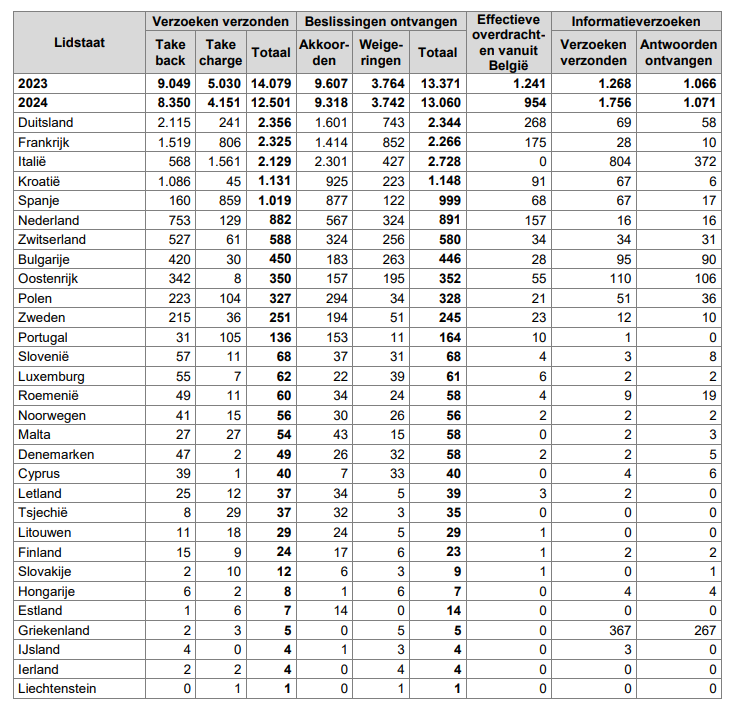 Lidstaat Verzoeken verzonden Beslissingen ontvangen Effectieve overdracht-en vanuit België Informatieverzoeken
Take back Take charge Totaal Akkoor-den Weige-ringen Totaal Verzoeken verzonden Antwoorden ontvangen
2023 9.049 5.030 14.079 9.607 3.764 13.371 1.241 1.268 1.066
2024 8.350 4.151 12.501 9.318 3.742 13.060 954 1.756 1.071
Duitsland 2.115 241 2.356 1.601 743 2.344 268 69 58
Frankrijk 1.519 806 2.325 1.414 852 2.266 175 28 10
Italië 568 1.561 2.129 2.301 427 2.728 0 804 372
Kroatië 1.086 45 1.131 925 223 1.148 91 67 6
Spanje 160 859 1.019 877 122 999 68 67 17
Nederland 753 129 882 567 324 891 157 16 16
Zwitserland 527 61 588 324 256 580 34 34 31
Bulgarije 420 30 450 183 263 446 28 95 90
Oostenrijk 342 8 350 157 195 352 55 110 106
Polen 223 104 327 294 34 328 21 51 36
Zweden 215 36 251 194 51 245 23 12 10
Portugal 31 105 136 153 11 164 10 1 0
Slovenië 57 11 68 37 31 68 4 3 8
Luxemburg 55 7 62 22 39 61 6 2 2
Roemenië 49 11 60 34 24 58 4 9 19
Noorwegen 41 15 56 30 26 56 2 2 2
Malta 27 27 54 43 15 58 0 2 3
Denemarken 47 2 49 26 32 58 2 2 5
Cyprus 39 1 40 7 33 40 0 4 6
Letland 25 12 37 34 5 39 3 2 0
Tsjechië 8 29 37 32 3 35 0 0 0
Litouwen 11 18 29 24 5 29 1 0 0
Finland 15 9 24 17 6 23 1 2 2
Slovakije 2 10 12 6 3 9 1 0 1
Hongarije 6 2 8 1 6 7 0 4 4
Estland 1 6 7 14 0 14 0 0 0
Griekenland 2 3 5 0 5 5 0 367 267
IJsland 4 0 4 1 3 4 0 3 0
Ierland 2 2 4 0 4 4 0 0 0
Liechtenstein 0 1 1 0 1 1 0 0 0